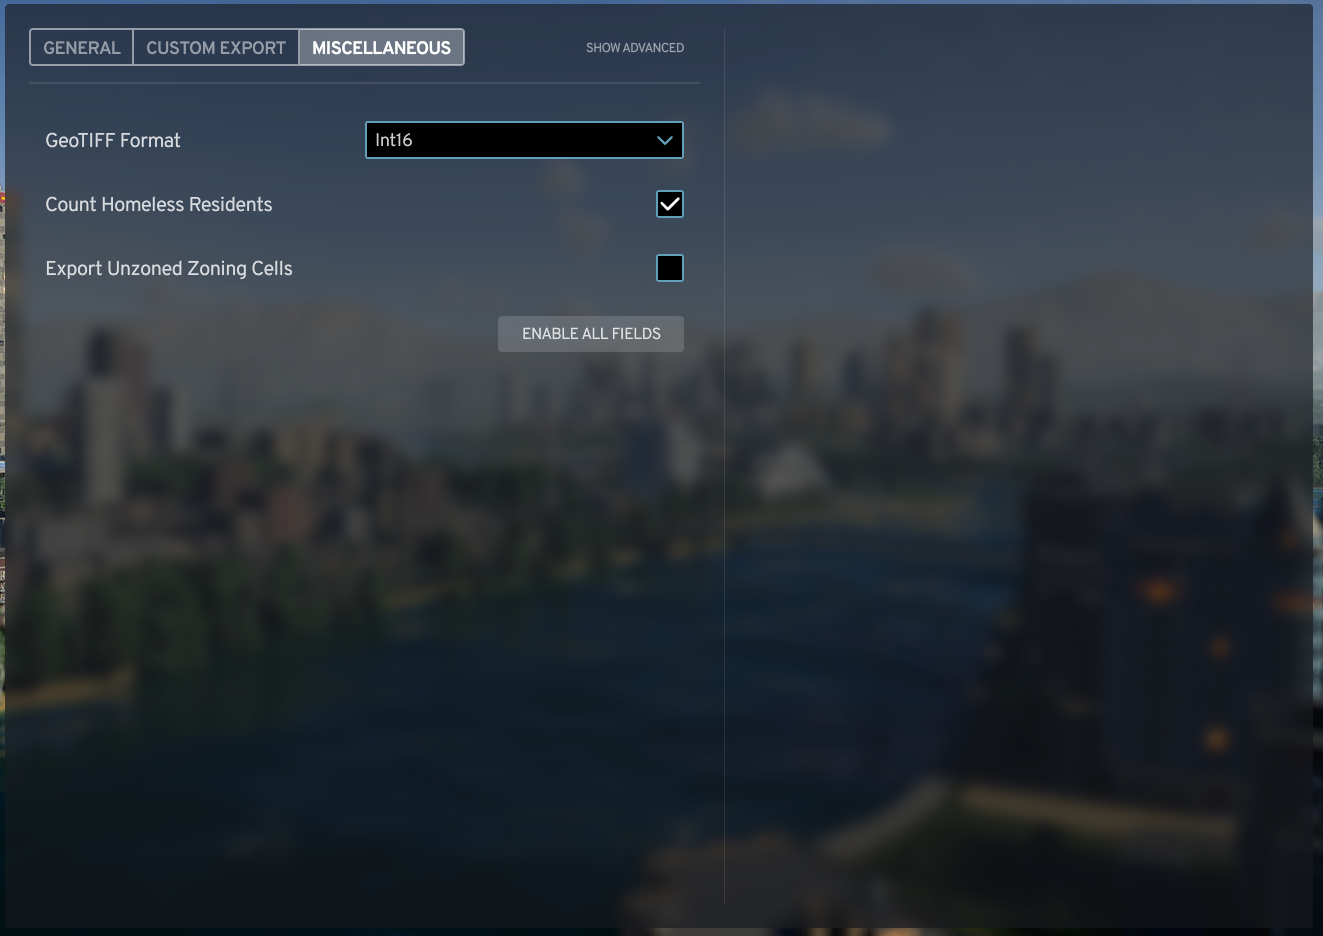 GENERAL CUSTOM EXPORT MISCELLANEOUS SHOW ADVANCED
GeoTIFF Format Int16
Count Homeless Residents
Export Unzoned Zoning Cells
ENABLE ALL FIELDS